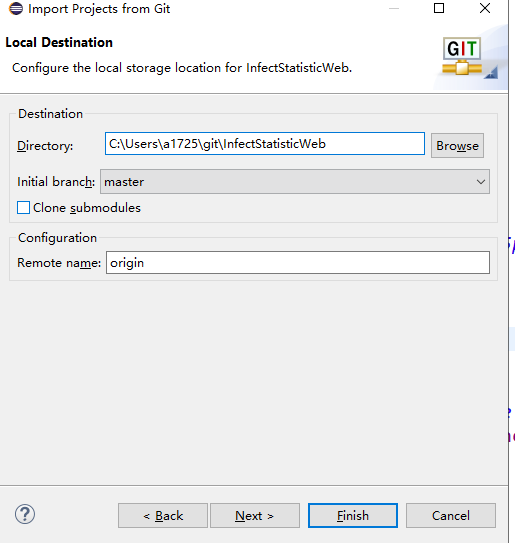 Import Projects from Git
Local Destination
Configure the local storage location for InfectStatisticWeb.
GIT
Destination
Directory: C:\Users\a1725\git\InfectStatisticWeb Browse
Initial branch: master
Clone submodules
Configuration
Remote name: origin
? < Back Next > Finish Cancel